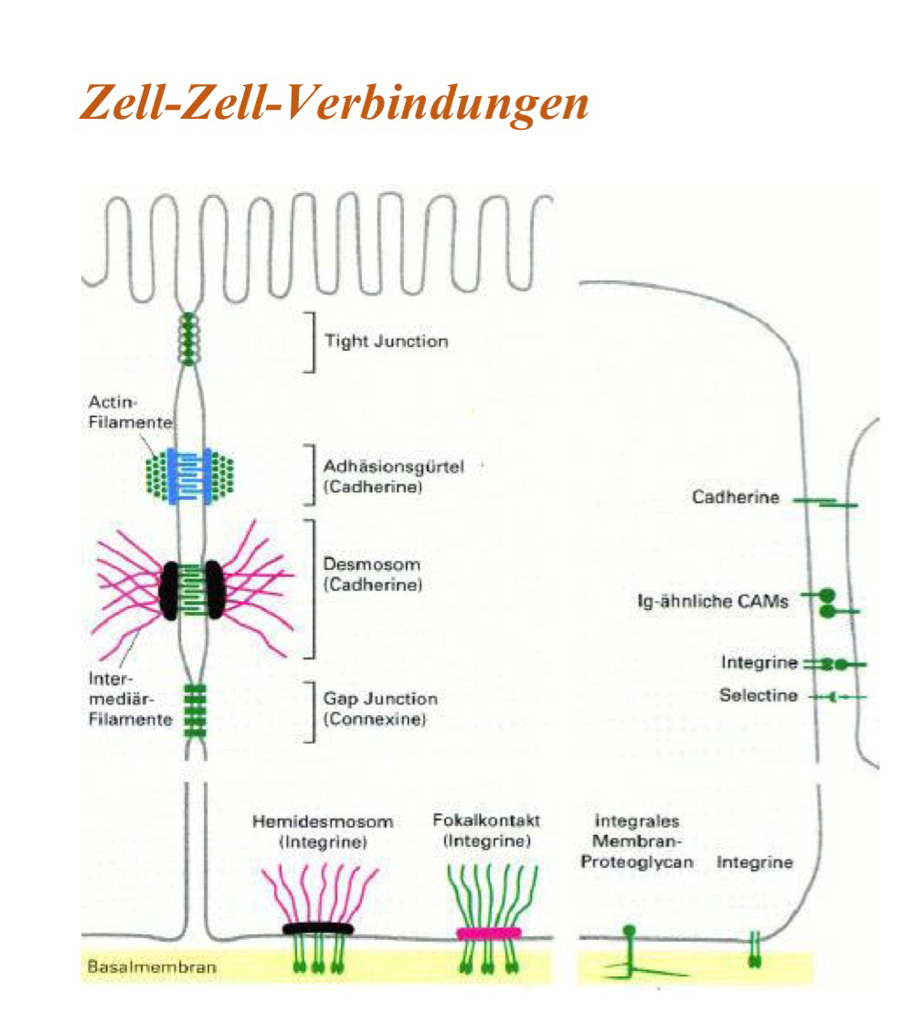 Zell-Zell-Verbindungen
Tight Junction
Actin-
Filamente
Adhäsionsgürtel
(Cadherine)
Cadherine
Desmosom
(Cadherine)
Ig-ähnliche CAMs
Integrine
Selectine
Inter-
mediär-
Filamente
Gap Junction
(Connexine)
Hemidesmosom
(Integrine)
Fokalkontakt
(Integrine)
integrales
Membran-
Proteoglycan
Integrine
Basalmembran